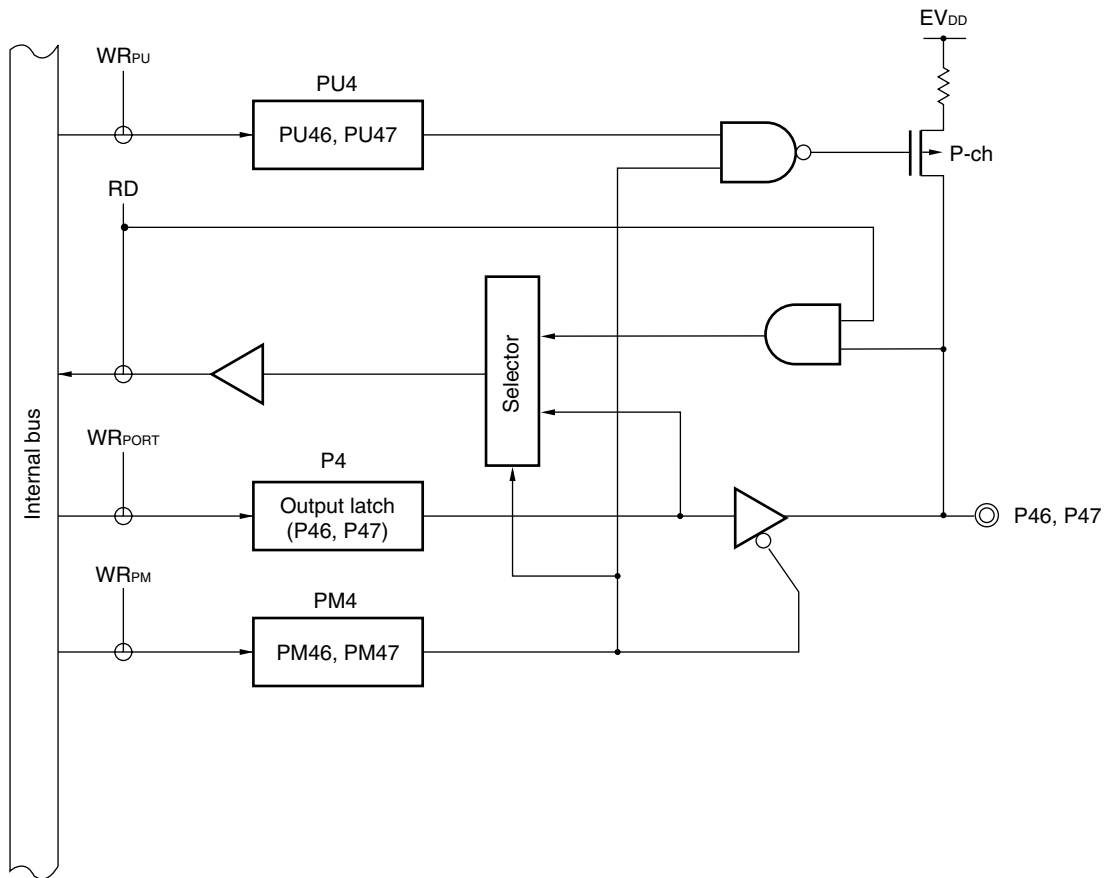 EVDD
WRPU
PU4
PU46, PU47
P-ch
RD
Selector
Internal bus
WRPORT
P4
Output latch
(P46, P47)
P46, P47
WRPM
PM4
PM46, PM47